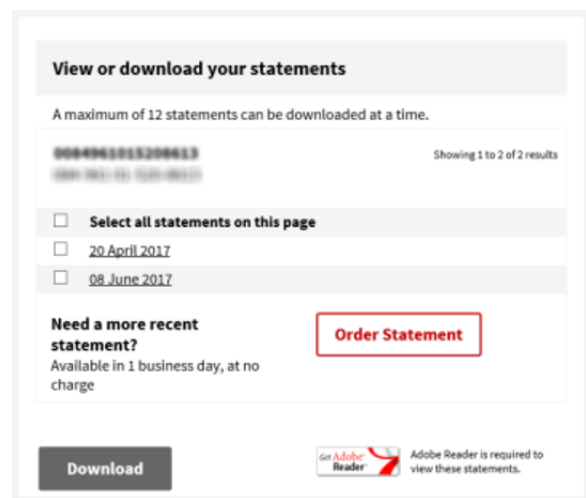 View or download your statements
A maximum of 12 statements can be downloaded at a time.
Showing 1 to 2 of 2 results
Select all statements on this page
20 April 2017
08 June 2017
Need a more recent
statement?
Available in 1 business day, at no
charge
Order Statement
Download
Get Adobe
Reader
Adobe Reader is required to
view these statements.